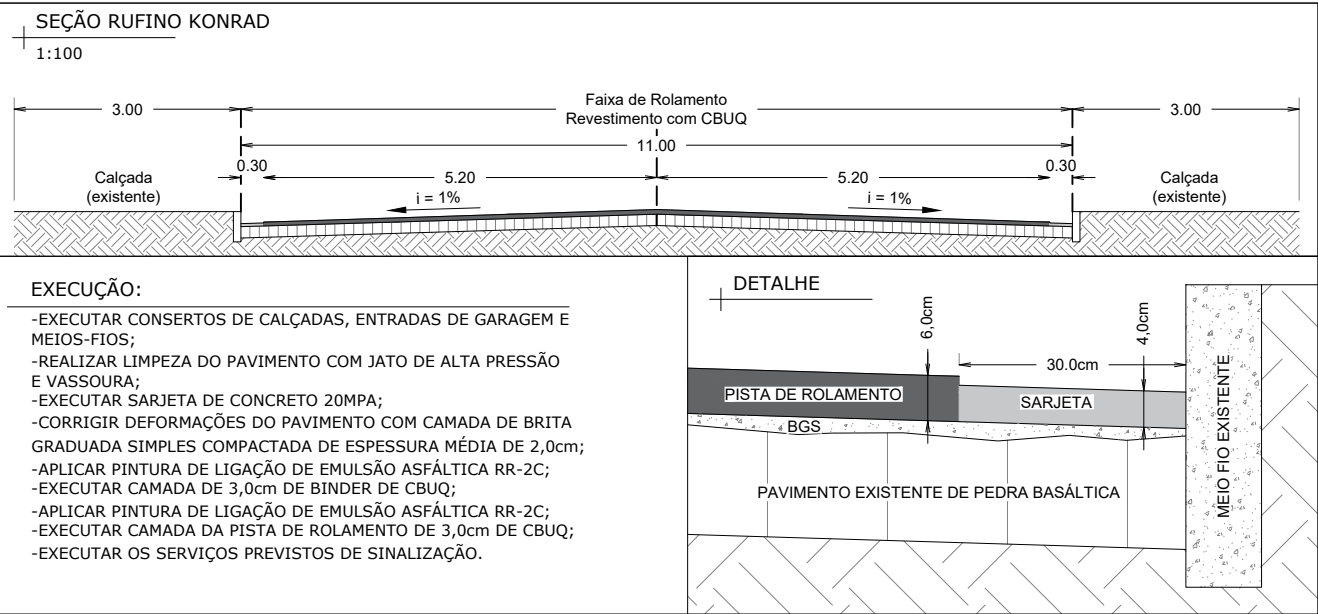 SEÇÃO RUFINO KONRAD
1:100
3.00
Faixa de Rolamento
Revestimento com CBUQ
3.00
11.00
0.30
5.20
5.20
0.30
Calçada
(existente)
i = 1%
i = 1%
Calçada
(existente)
EXECUÇÃO:
-EXECUTAR CONSERTOS DE CALÇADAS, ENTRADAS DE GARAGEM E
MEIOS-FIOS;
-REALIZAR LIMPEZA DO PAVIMENTO COM JATO DE ALTA PRESSÃO
E VASSOURA;
-EXECUTAR SARJETA DE CONCRETO 20MPA;
-CORRIGIR DEFORMAÇÕES DO PAVIMENTO COM CAMADA DE BRITA
GRADUADA SIMPLES COMPACTADA DE ESPESSURA MÉDIA DE 2,0cm;
-APLICAR PINTURA DE LIGAÇÃO DE EMULSÃO ASFÁLTICA RR-2C;
-EXECUTAR CAMADA DE 3,0cm DE BINDER DE CBUQ;
-APLICAR PINTURA DE LIGAÇÃO DE EMULSÃO ASFÁLTICA RR-2C;
-EXECUTAR CAMADA DA PISTA DE ROLAMENTO DE 3,0cm DE CBUQ;
-EXECUTAR OS SERVIÇOS PREVISTOS DE SINALIZAÇÃO.
DETALHE
6,0cm
4,0cm
30.0cm
PISTA DE ROLAMENTO
SARJETA
BGS
PAVIMENTO EXISTENTE DE PEDRA BASÁLTICA
MEIO FIO EXISTENTE